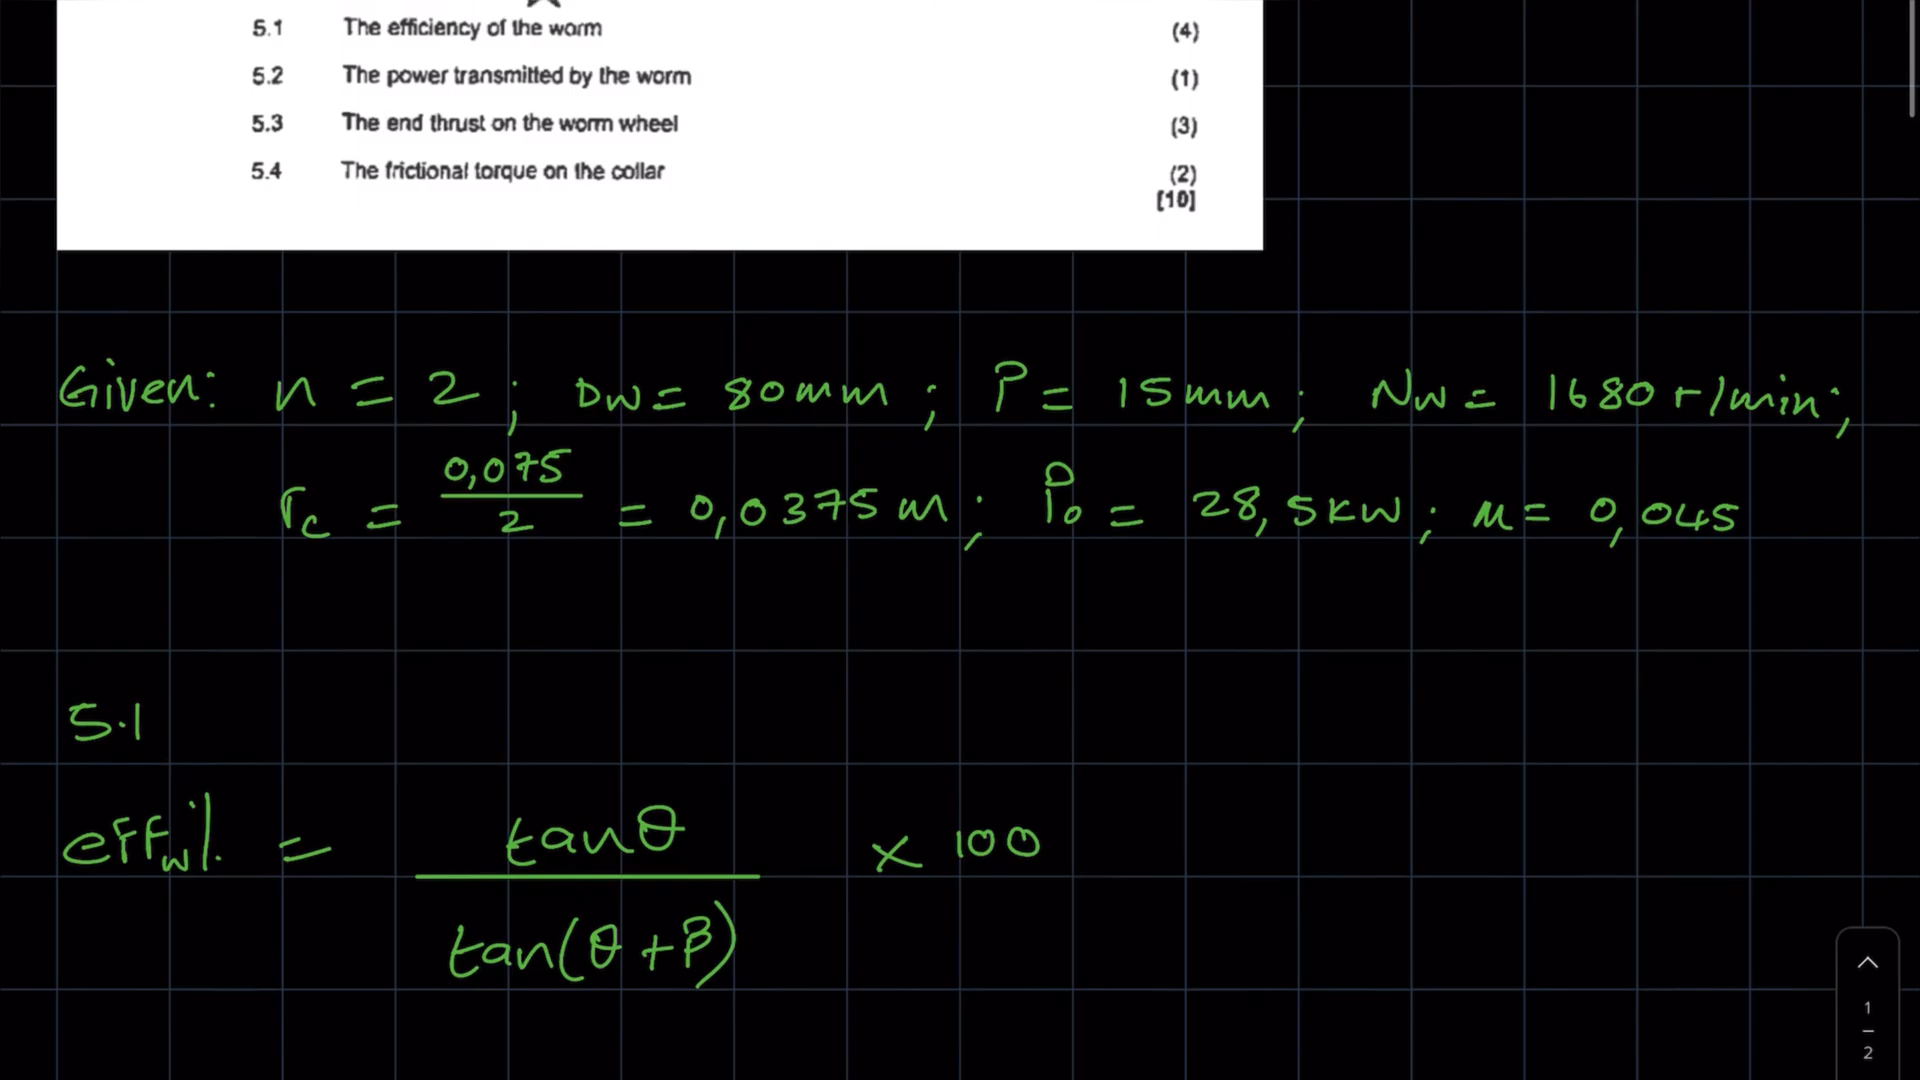 5.1 The efficiency of the worm (4)
5.2 The power transmitted by the worm (1)
5.3 The end thrust on the worm wheel (3)
5.4 The frictional torque on the collar (2)
[10]
Given: n = 2 ; Dw = 80mm ; P = 15mm ; Nw = 1680 r/min ;
rc = 0,075 / 2 = 0,0375m ; Po = 28,5kW ; μ = 0,045
5.1
effw% = tanθ / tan(θ+β) × 100
1
2